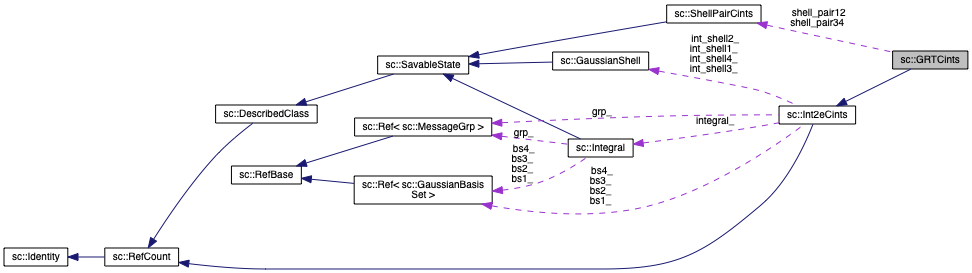 sc::ShellPairCints
shell_pair12
shell_pair34
sc::GRTCints
int_shell2_
int_shell1_
int_shell4_
int_shell3_
sc::GaussianShell
sc::SavableState
sc::DescribedClass
grp_
sc::Int2eCints
sc::Ref< sc::MessageGrp >
integral_
grp_
sc::Integral
bs4_
bs3_
bs2_
bs1_
sc::RefBase
sc::Ref< sc::GaussianBasis
Set >
bs4_
bs3_
bs2_
bs1_
sc::Identity
sc::RefCount